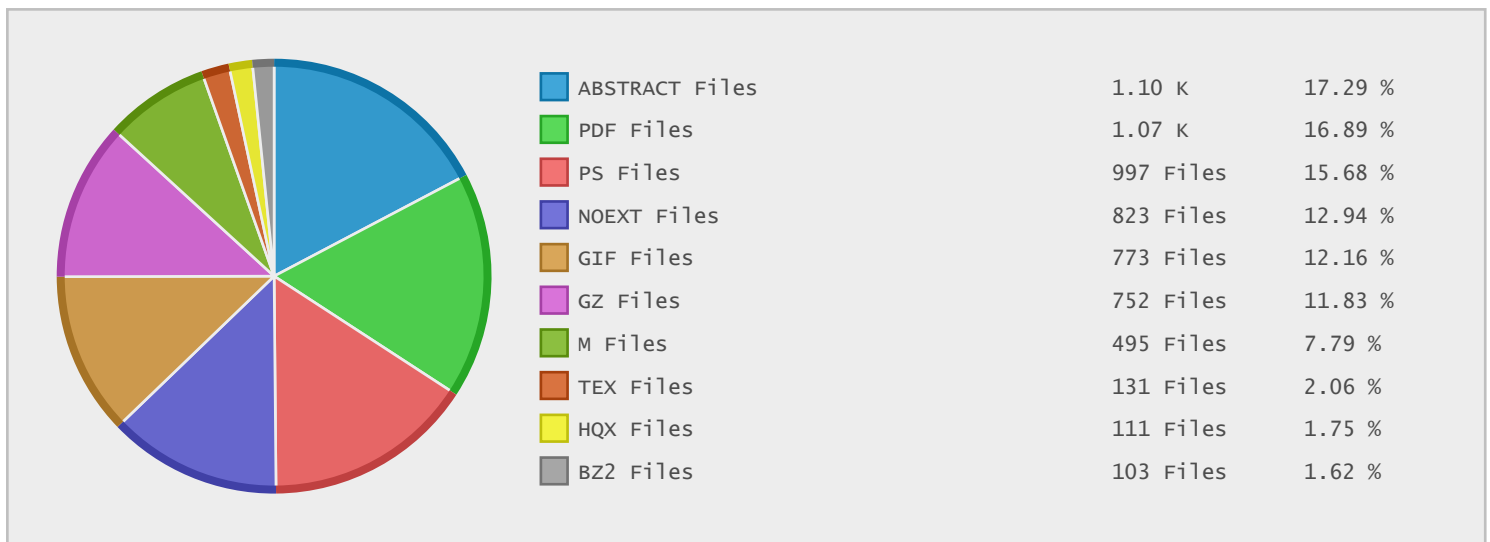 ABSTRACT Files 1.10 K 17.29 %
PDF Files 1.07 K 16.89 %
PS Files 997 Files 15.68 %
NOEXT Files 823 Files 12.94 %
GIF Files 773 Files 12.16 %
GZ Files 752 Files 11.83 %
M Files 495 Files 7.79 %
TEX Files 131 Files 2.06 %
HQX Files 111 Files 1.75 %
BZ2 Files 103 Files 1.62 %